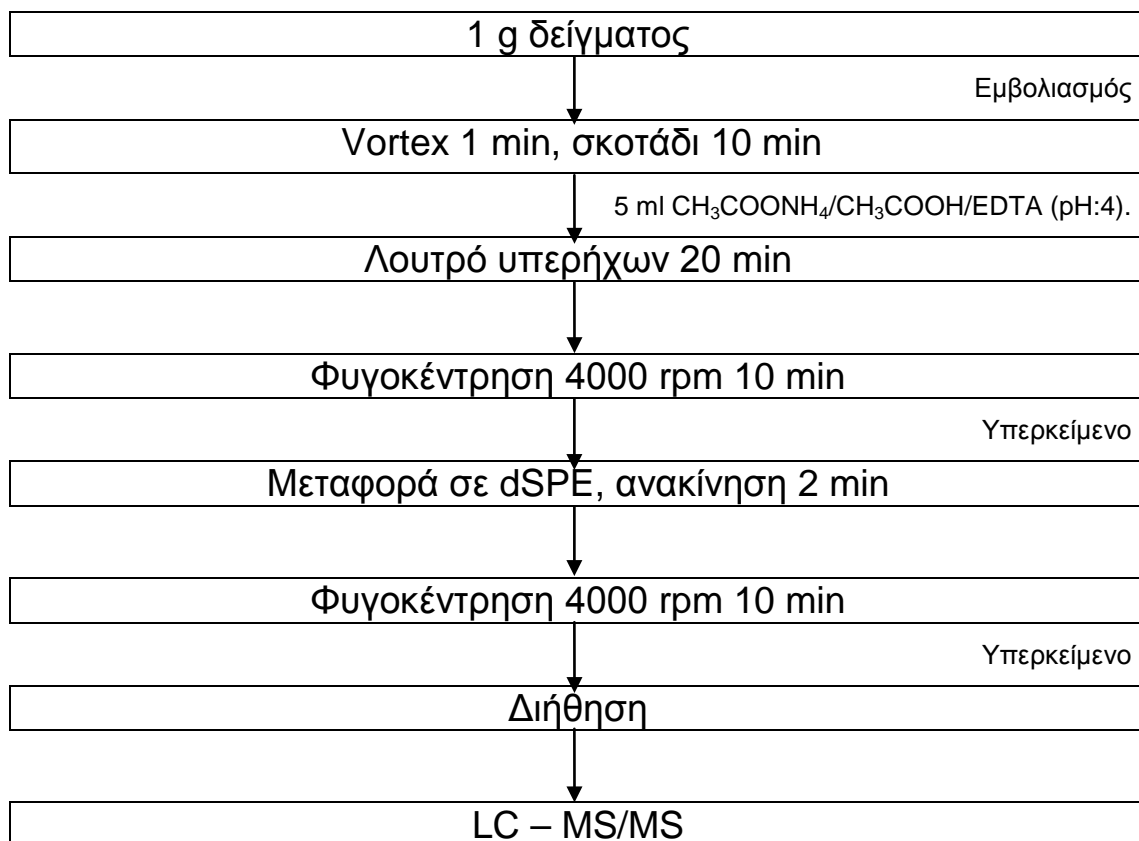 1 g δείγματος
Εμβολιασμός
Vortex 1 min, σκοτάδι 10 min
5 ml CH₃COONH₄/CH₃COOH/EDTA (pH:4).
Λουτρό υπερήχων 20 min
Φυγοκέντρηση 4000 rpm 10 min
Υπερκείμενο
Μεταφορά σε dSPE, ανακίνηση 2 min
Φυγοκέντρηση 4000 rpm 10 min
Υπερκείμενο
Διήθηση
LC – MS/MS